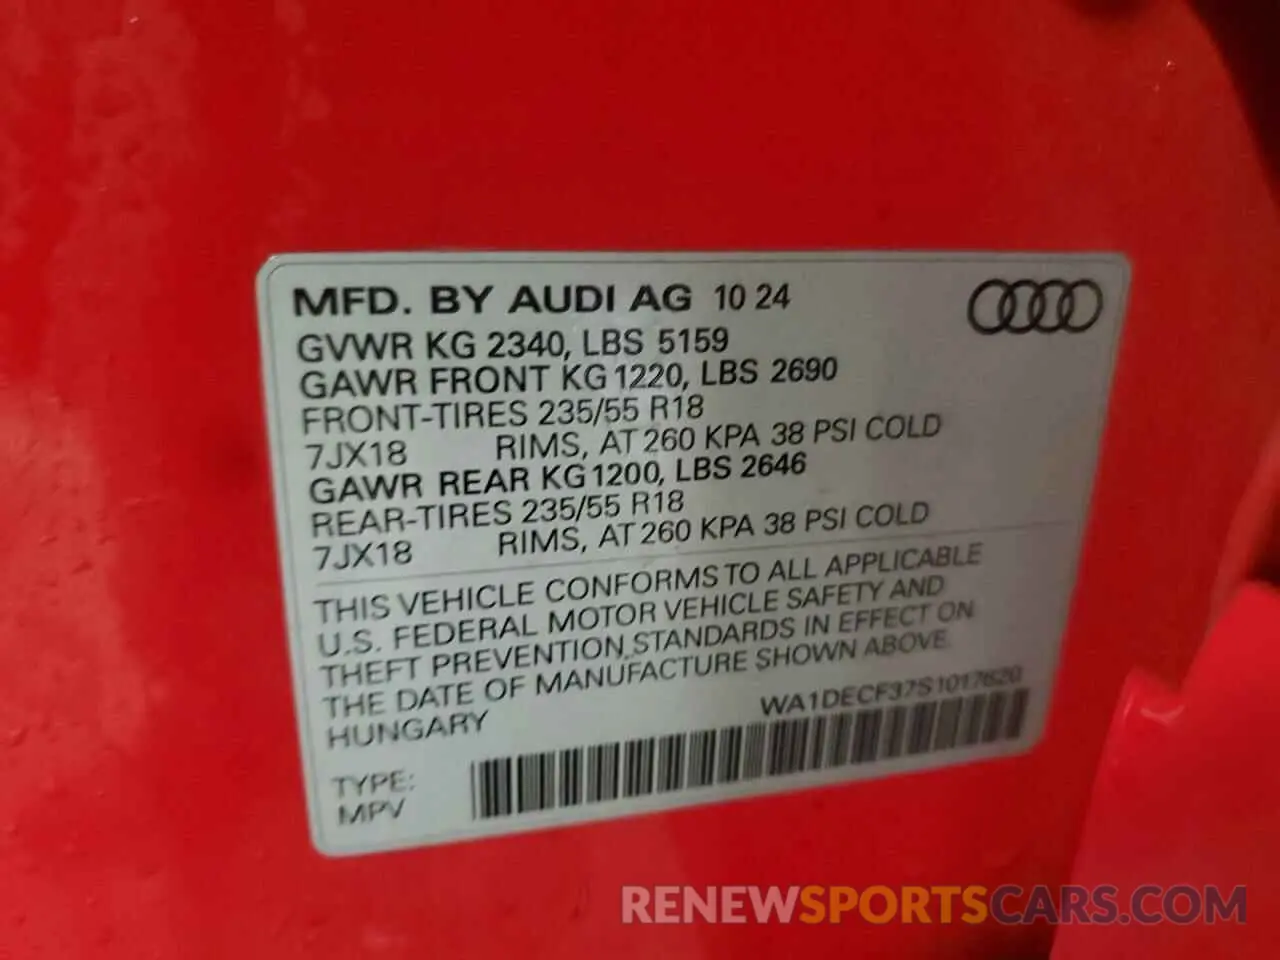 MFD. BY AUDI AG 10 24
GVWR KG 2340, LBS 5159
GAWR FRONT KG 1220, LBS 2690
FRONT-TIRES 235/55 R18
7JX18 RIMS, AT 260 KPA 38 PSI COLD
GAWR REAR KG 1200, LBS 2646
REAR-TIRES 235/55 R18
7JX18 RIMS, AT 260 KPA 38 PSI COLD
THIS VEHICLE CONFORMS TO ALL APPLICABLE
U.S. FEDERAL MOTOR VEHICLE SAFETY AND
THEFT PREVENTION STANDARDS IN EFFECT ON
THE DATE OF MANUFACTURE SHOWN ABOVE.
HUNGARY
WA1DECF37S1017620
TYPE:
MPV
RENEWSPORTSCARS.COM